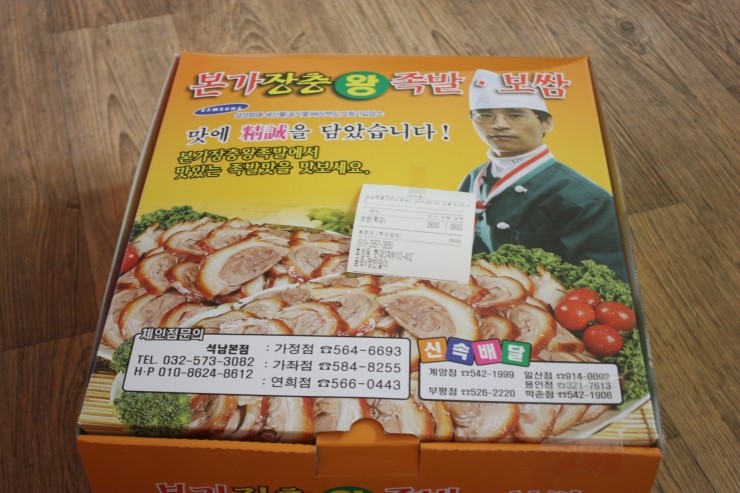 본가장충왕족발·보쌈
SAMSUNG
맛에 精誠을 담았습니다!
본가장충왕족발에서
맛있는 족발맛을 맛보세요.
체인점문의
석남본점
TEL. 032-573-3082
H·P 010-8624-8612
: 가정점 ☎564-6693
: 가좌점 ☎584-8255
: 연희점 ☎566-0443
신속배달
계양점 ☎542-1999 일산점 ☎914-0092
용인점 ☎321-7613
부평점 ☎526-2220 박촌점 ☎542-1906